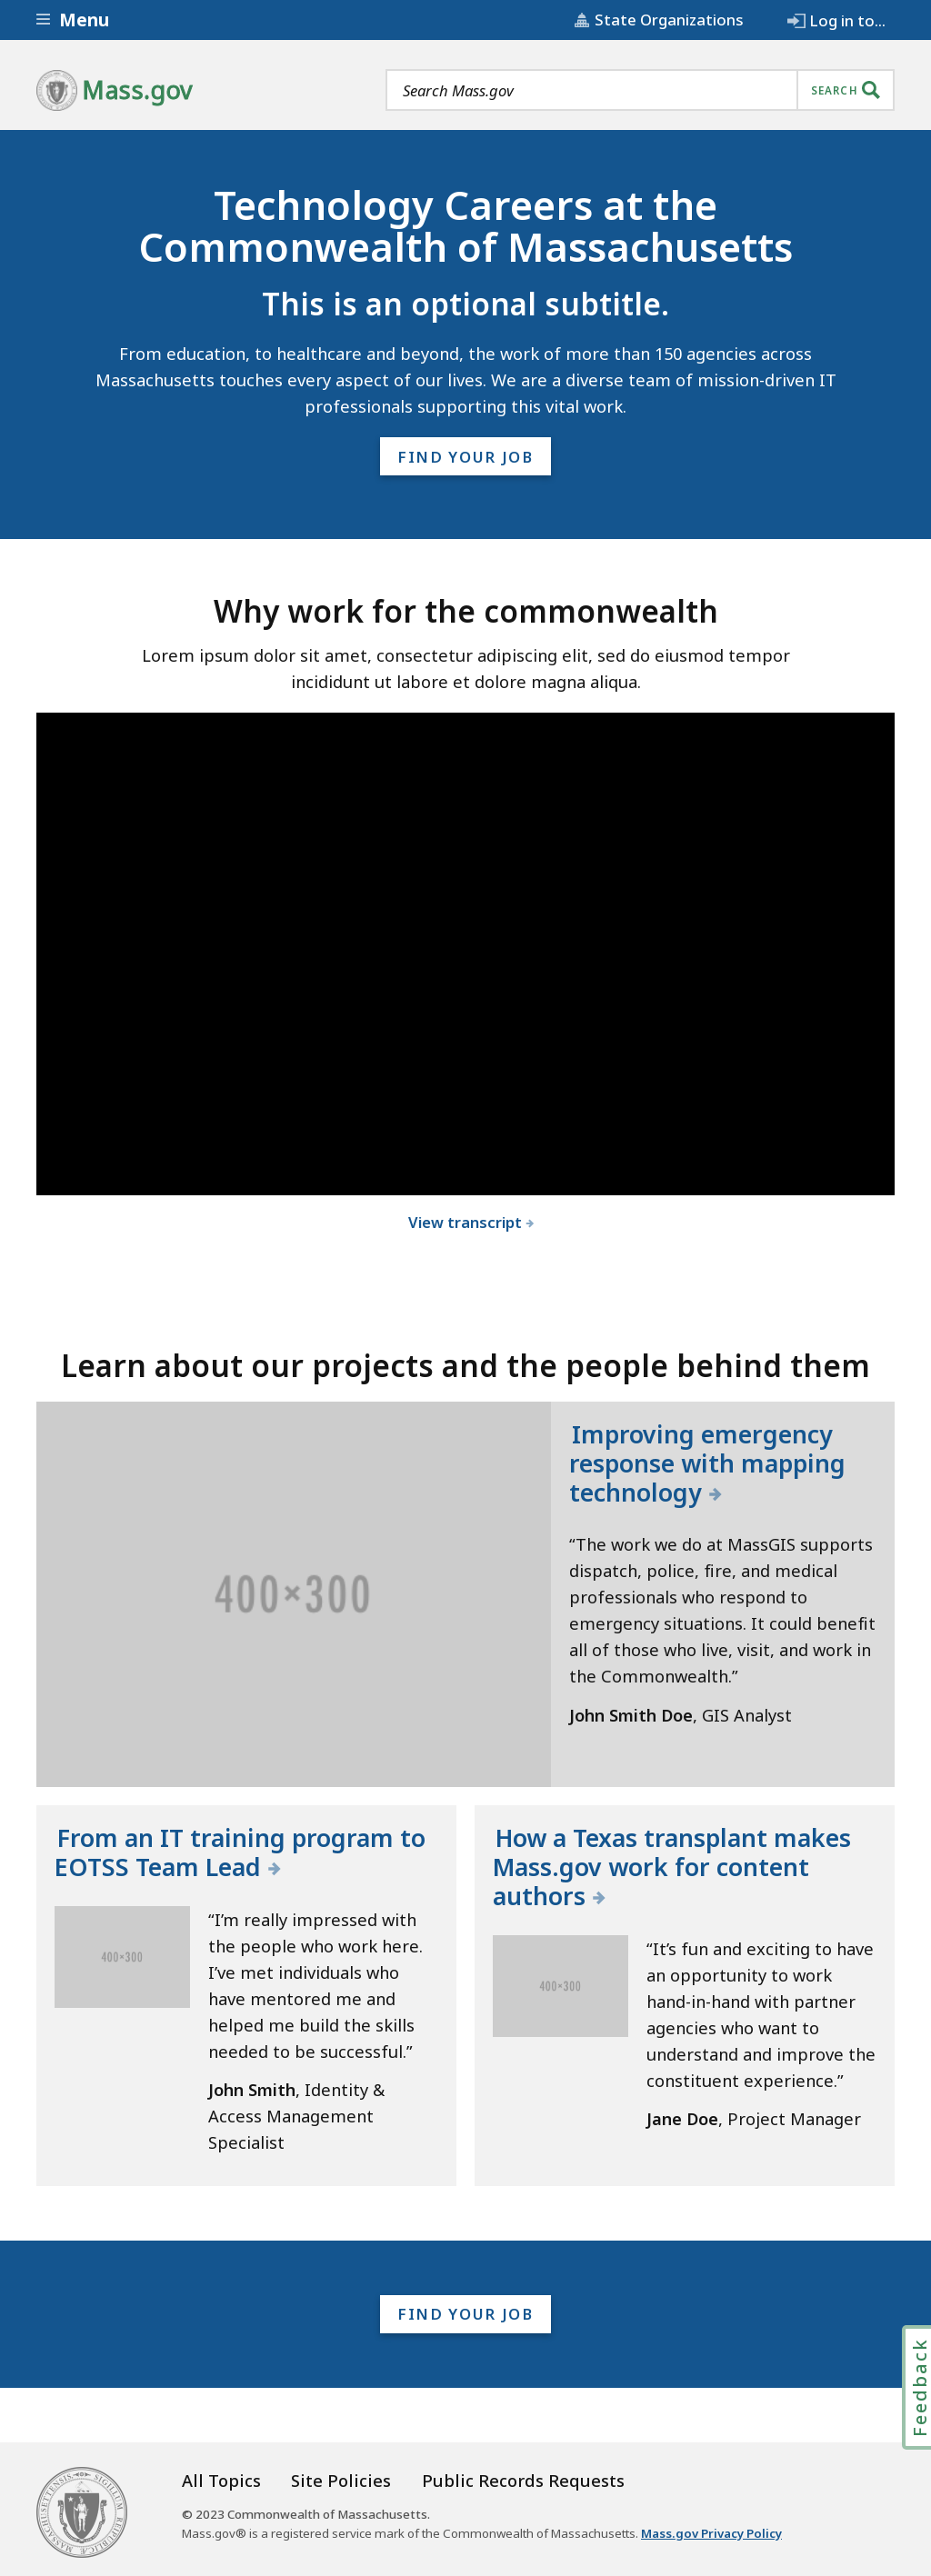 Menu
State Organizations
Log in to...
Mass.gov
Search Mass.gov
SEARCH
Technology Careers at the
Commonwealth of Massachusetts
This is an optional subtitle.
From education, to healthcare and beyond, the work of more than 150 agencies across
Massachusetts touches every aspect of our lives. We are a diverse team of mission-driven IT
professionals supporting this vital work.
FIND YOUR JOB
Why work for the commonwealth
Lorem ipsum dolor sit amet, consectetur adipiscing elit, sed do eiusmod tempor
incididunt ut labore et dolore magna aliqua.
View transcript
Learn about our projects and the people behind them
400×300
Improving emergency
response with mapping
technology
“The work we do at MassGIS supports
dispatch, police, fire, and medical
professionals who respond to
emergency situations. It could benefit
all of those who live, visit, and work in
the Commonwealth.”
John Smith Doe, GIS Analyst
From an IT training program to
EOTSS Team Lead
400×300
“I’m really impressed with
the people who work here.
I’ve met individuals who
have mentored me and
helped me build the skills
needed to be successful.”
John Smith, Identity &
Access Management
Specialist
How a Texas transplant makes
Mass.gov work for content
authors
400×300
“It’s fun and exciting to have
an opportunity to work
hand-in-hand with partner
agencies who want to
understand and improve the
constituent experience.”
Jane Doe, Project Manager
FIND YOUR JOB
Feedback
All Topics
Site Policies
Public Records Requests
© 2023 Commonwealth of Massachusetts.
Mass.gov® is a registered service mark of the Commonwealth of Massachusetts. Mass.gov Privacy Policy